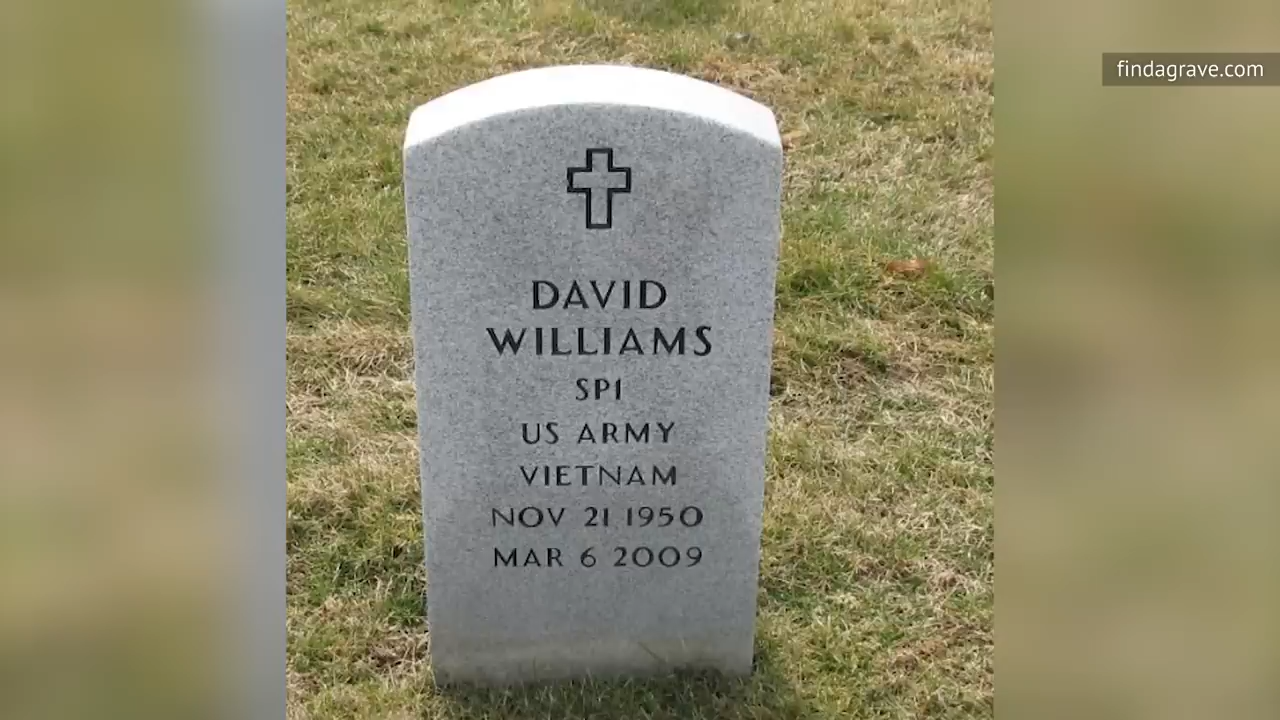 findagrave.com
DAVID
WILLIAMS
SP1
US ARMY
VIETNAM
NOV 21 1950
MAR 6 2009